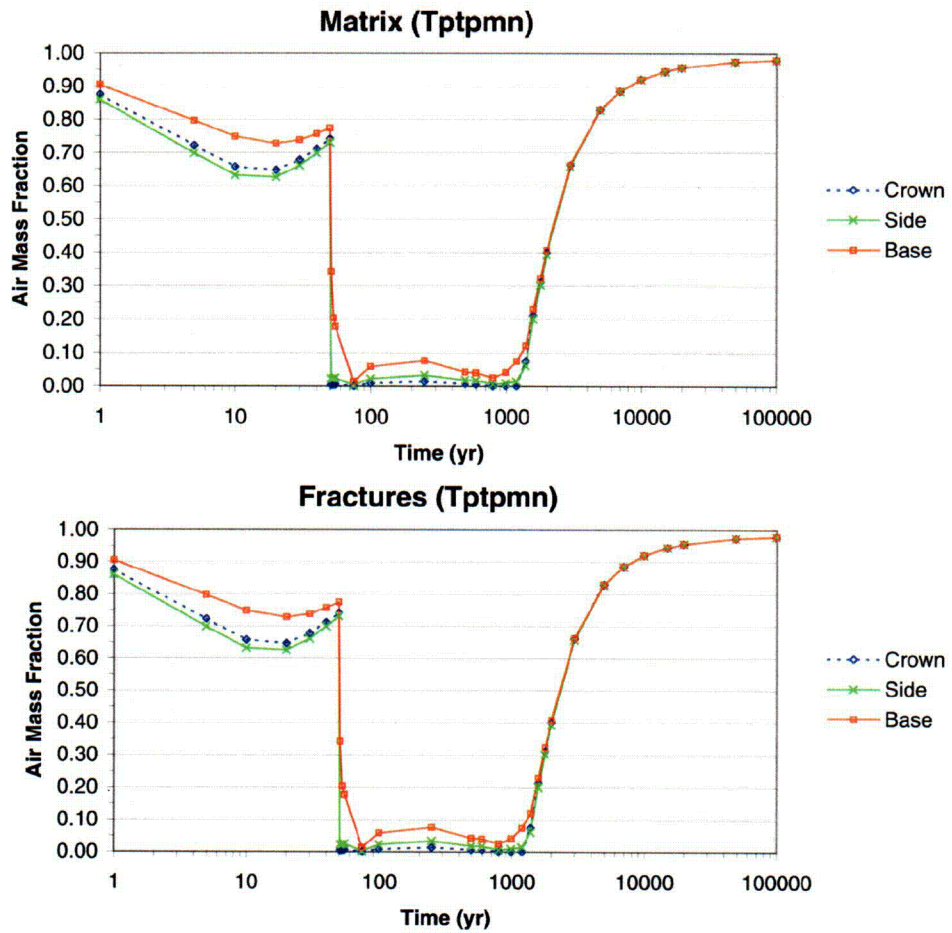 Matrix (Tptpmn)
1.00
0.90
0.80
0.70
0.60
0.50
0.40
0.30
0.20
0.10
0.00
Air Mass Fraction
1 10 100 1000 10000 100000
Time (yr)
Crown
Side
Base
Fractures (Tptpmn)
1.00
0.90
0.80
0.70
0.60
0.50
0.40
0.30
0.20
0.10
0.00
Air Mass Fraction
1 10 100 1000 10000 100000
Time (yr)
Crown
Side
Base